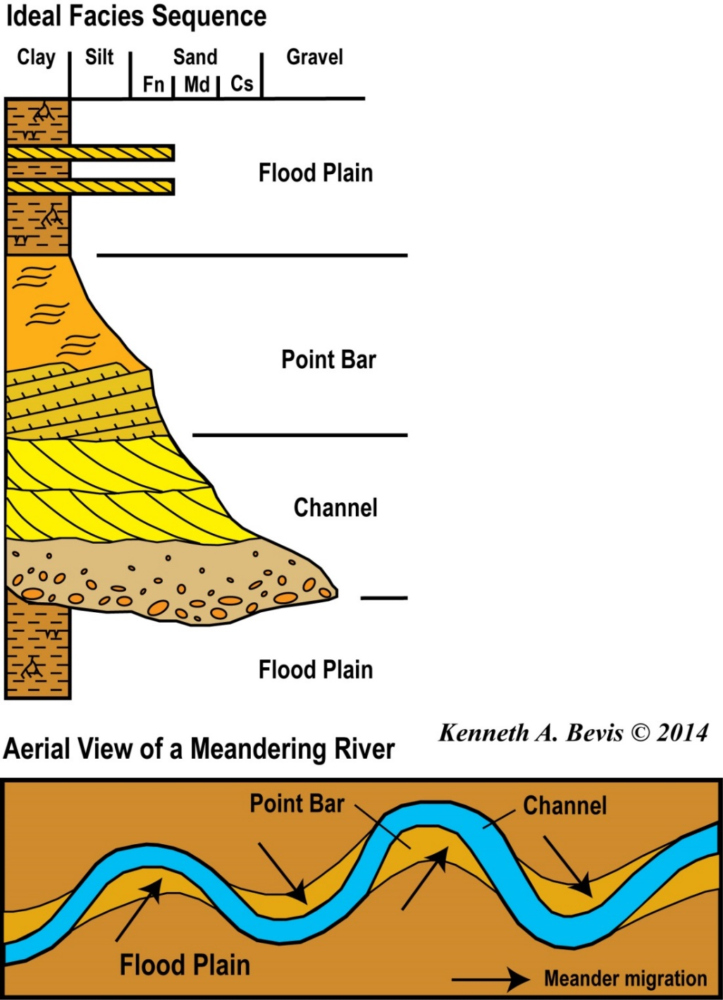 Ideal Facies Sequence
Clay Silt Sand Gravel
Fn Md Cs
Flood Plain
Point Bar
Channel
Flood Plain
Kenneth A. Bevis © 2014
Aerial View of a Meandering River
Point Bar Channel
Flood Plain
Meander migration